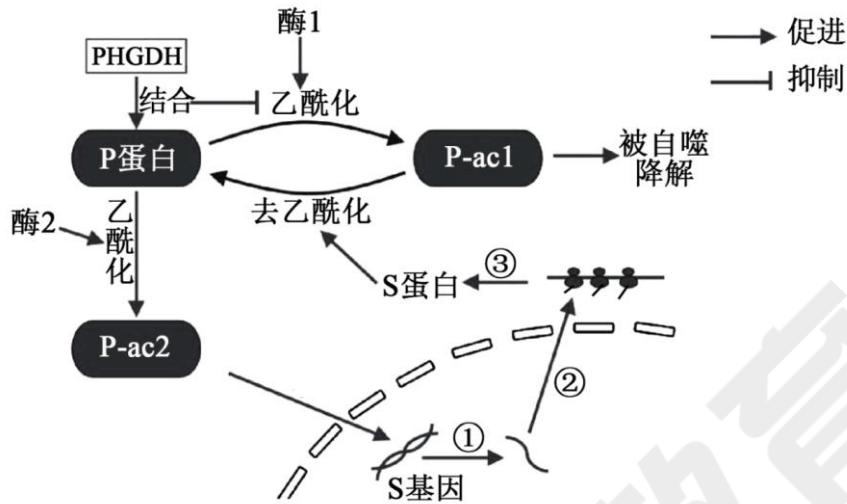 酶1
促进
PHGDH
抑制
结合
乙酰化
P蛋白
P-ac1
被自噬
降解
去乙酰化
酶2
乙
酰
化
S蛋白
③
P-ac2
②
①
S基因
教育